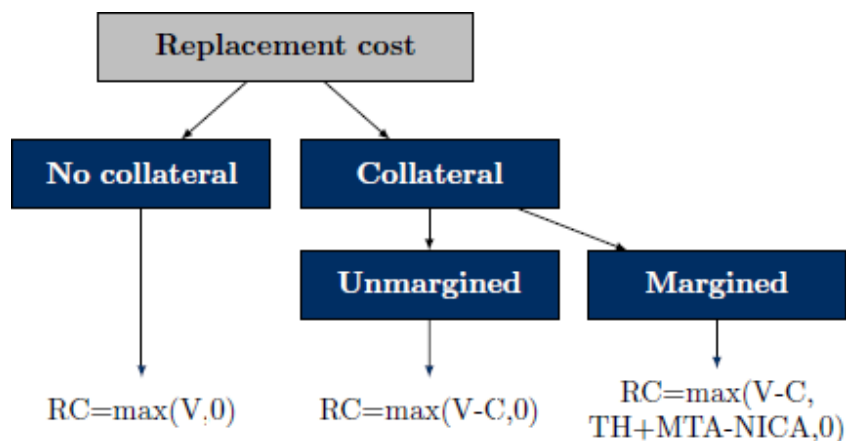 Replacement cost
No collateral
Collateral
Unmargined
Margined
RC=max(V,0)
RC=max(V-C,0)
RC=max(V-C,
TH+MTA-NICA,0)